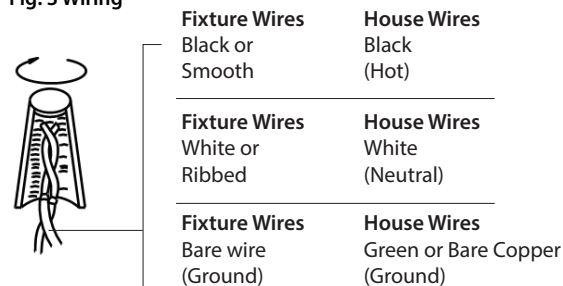 Fig. 3 Wiring
Fixture Wires House Wires
Black or Black
Smooth (Hot)
Fixture Wires House Wires
White or White
Ribbed (Neutral)
Fixture Wires House Wires
Bare wire Green or Bare Copper
(Ground) (Ground)